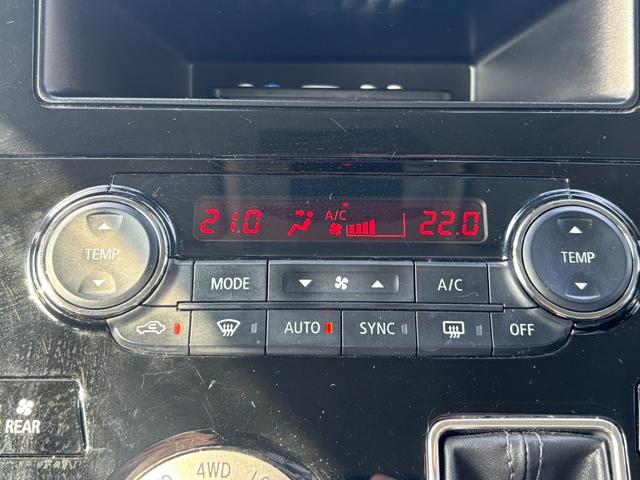 21.0 A/C 22.0
TEMP MODE A/C TEMP
AUTO SYNC OFF
REAR
4WD